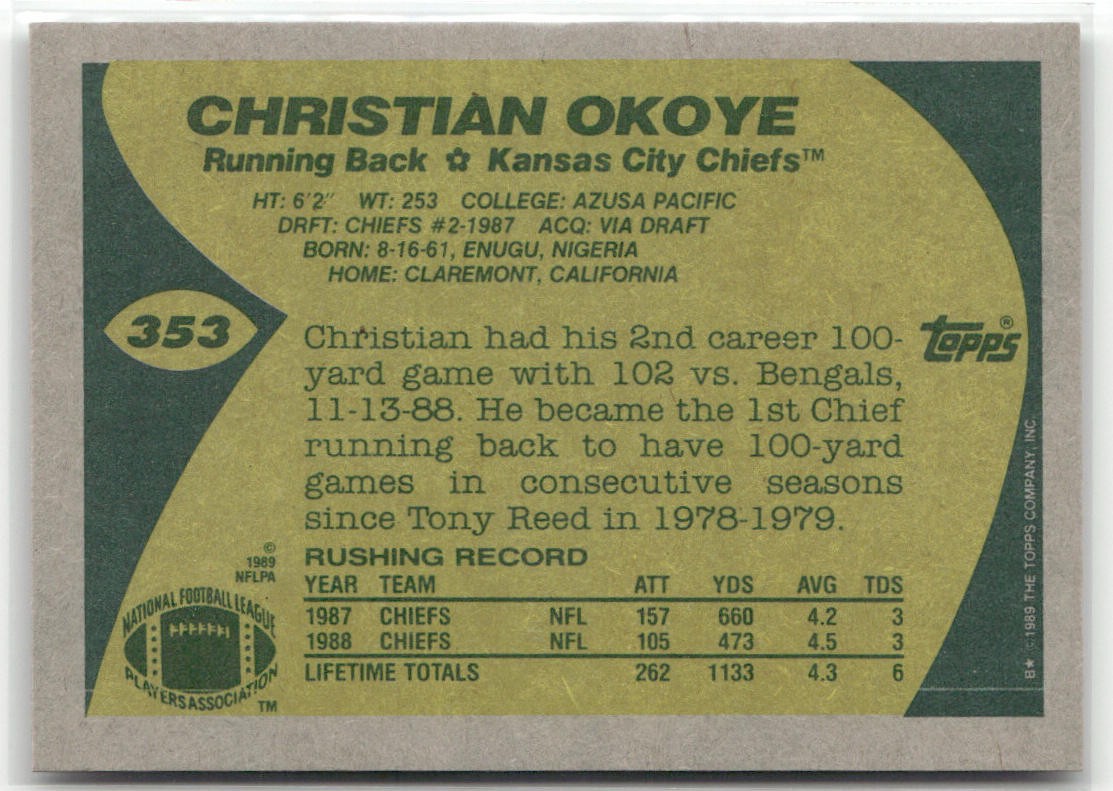 CHRISTIAN OKOYE
Running Back ✿ Kansas City Chiefs™
HT: 6'2" WT: 253 COLLEGE: AZUSA PACIFIC
DRFT: CHIEFS #2-1987 ACQ: VIA DRAFT
BORN: 8-16-61, ENUGU, NIGERIA
HOME: CLAREMONT, CALIFORNIA
353
topps®
Christian had his 2nd career 100-
yard game with 102 vs. Bengals,
11-13-88. He became the 1st Chief
running back to have 100-yard
games in consecutive seasons
since Tony Reed in 1978-1979.
RUSHING RECORD
YEAR TEAM ATT YDS AVG TDS
1987 CHIEFS NFL 157 660 4.2 3
1988 CHIEFS NFL 105 473 4.5 3
LIFETIME TOTALS 262 1133 4.3 6
©
1989
NFLPA
NATIONAL FOOTBALL LEAGUE
PLAYERS ASSOCIATION
TM
B★ ©1989 THE TOPPS COMPANY, INC.